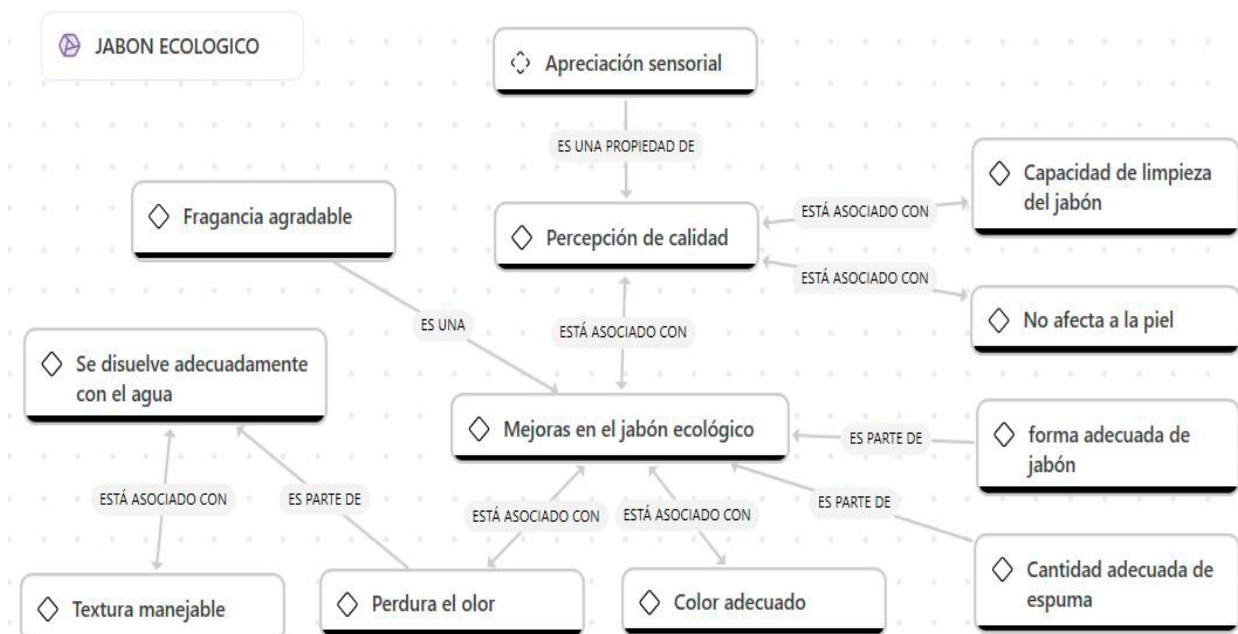 JABON ECOLOGICO
Apreciación sensorial
ES UNA PROPIEDAD DE
Capacidad de limpieza
del jabón
Fragancia agradable
ESTÁ ASOCIADO CON
Percepción de calidad
ESTÁ ASOCIADO CON
No afecta a la piel
ES UNA
ESTÁ ASOCIADO CON
Se disuelve adecuadamente
con el agua
Mejoras en el jabón ecológico
ES PARTE DE
forma adecuada de
jabón
ESTÁ ASOCIADO CON
ES PARTE DE
ESTÁ ASOCIADO CON
ESTÁ ASOCIADO CON
ES PARTE DE
Cantidad adecuada de
espuma
Textura manejable
Perdura el olor
Color adecuado